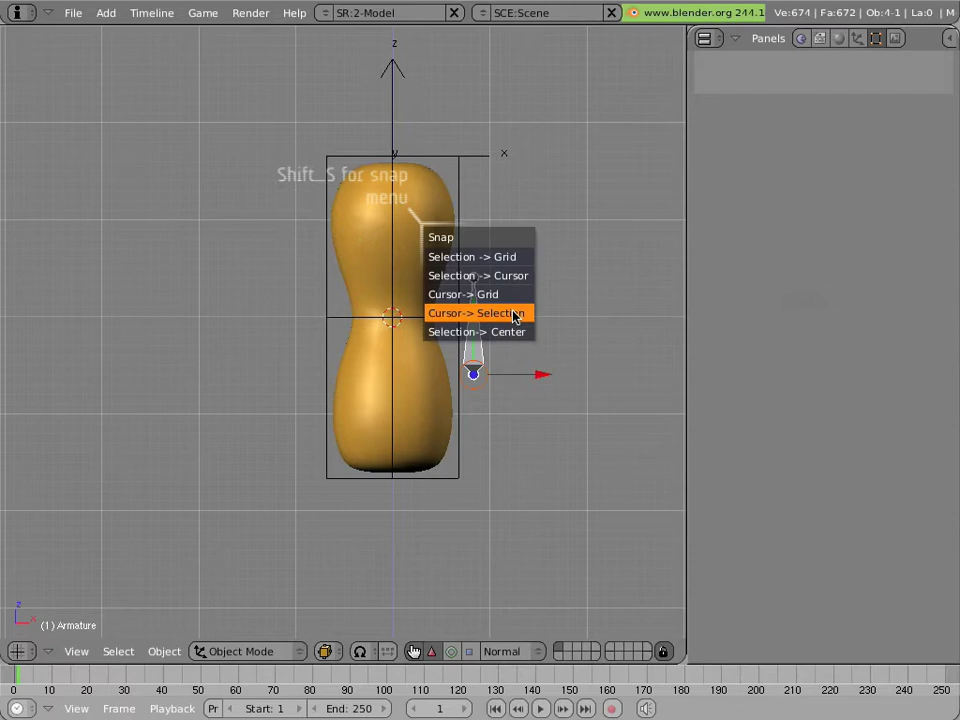 File Add Timeline Game Render Help SR:2-Model SCE:Scene www.blender.org 244.1 Ve:674 | Fa:672 | Ob:4-1 | La:0 | M
Panels
z
y
x
Shift_S for snap
menu
Snap
Selection -> Grid
Selection -> Cursor
Cursor-> Grid
Cursor-> Selection
Selection-> Center
z
x
(1) Armature
View Select Object Object Mode Normal
0 10 20 30 40 50 60 70 80 90 100 110 120 130 140 150 160 170 180 190 200 210 220 230 240 250
View Frame Playback Pr Start: 1 End: 250 1